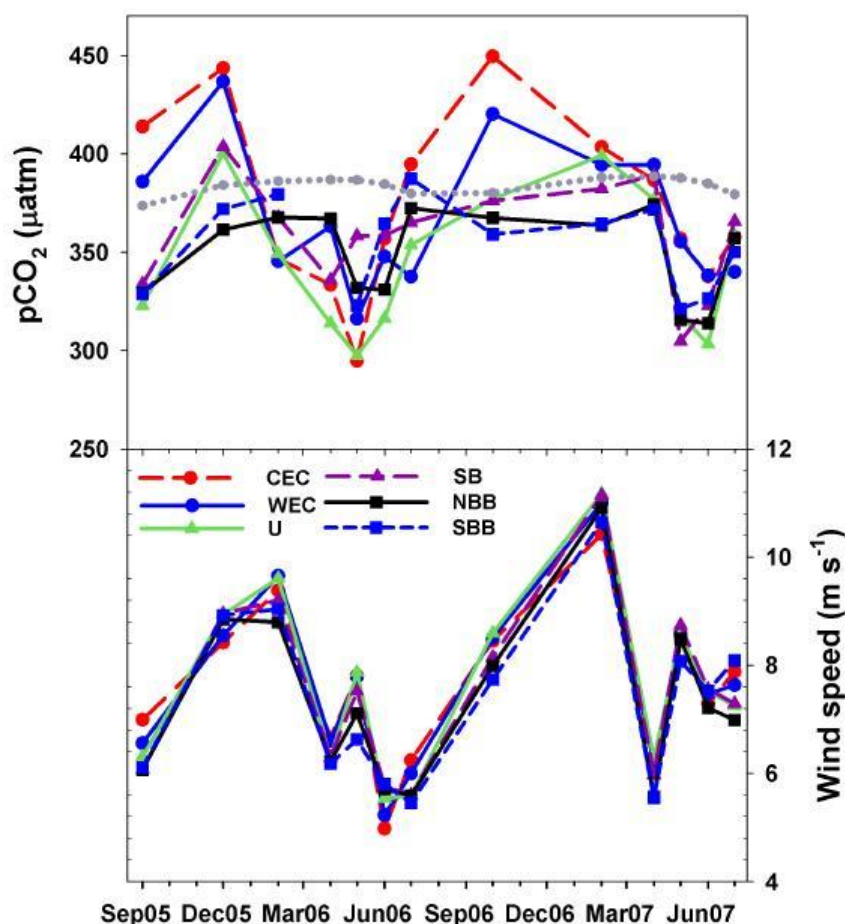 450
400
350
300
250
pCO₂ (µatm)
CEC
WEC
U
SB
NBB
SBB
12
10
8
6
4
Wind speed (m s⁻¹)
Sep05 Dec05 Mar06 Jun06 Sep06 Dec06 Mar07 Jun07